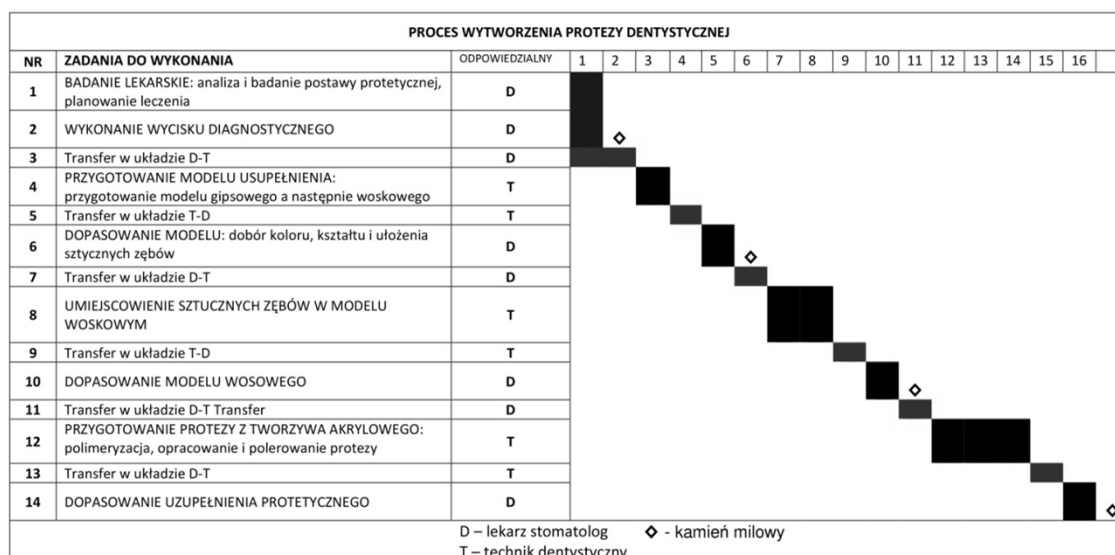 PROCES WYTWORZENIA PROTEZY DENTYSTYCZNEJ
NR ZADANIA DO WYKONANIA ODPOWIEDZIALNY 1 2 3 4 5 6 7 8 9 10 11 12 13 14 15 16
1 BADANIE LEKARSKIE: analiza i badanie postawy protetycznej, D
planowanie leczenia
2 WYKONANIE WYCISKU DIAGNOSTYCZNEGO D
3 Transfer w układzie D-T D
4 PRZYGOTOWANIE MODELU USUPEŁNIENIA: T
przygotowanie modelu gipsowego a następnie woskowego
5 Transfer w układzie T-D T
6 DOPASOWANIE MODELU: dobór koloru, kształtu i ułożenia D
sztycznych zębów
7 Transfer w układzie D-T D
8 UMIEJSCOWIENIE SZTUCZNYCH ZĘBÓW W MODELU T
WOSKOWYM
9 Transfer w układzie T-D T
10 DOPASOWANIE MODELU WOSOWEGO D
11 Transfer w układzie D-T Transfer D
12 PRZYGOTOWANIE PROTEZY Z TWORZYWA AKRYLOWEGO: T
polimeryzacja, opracowanie i polerowanie protezy
13 Transfer w układzie D-T T
14 DOPASOWANIE UZUPEŁNIENIA PROTETYCZNEGO D
D – lekarz stomatolog - kamień milowy
T – technik dentystyczny